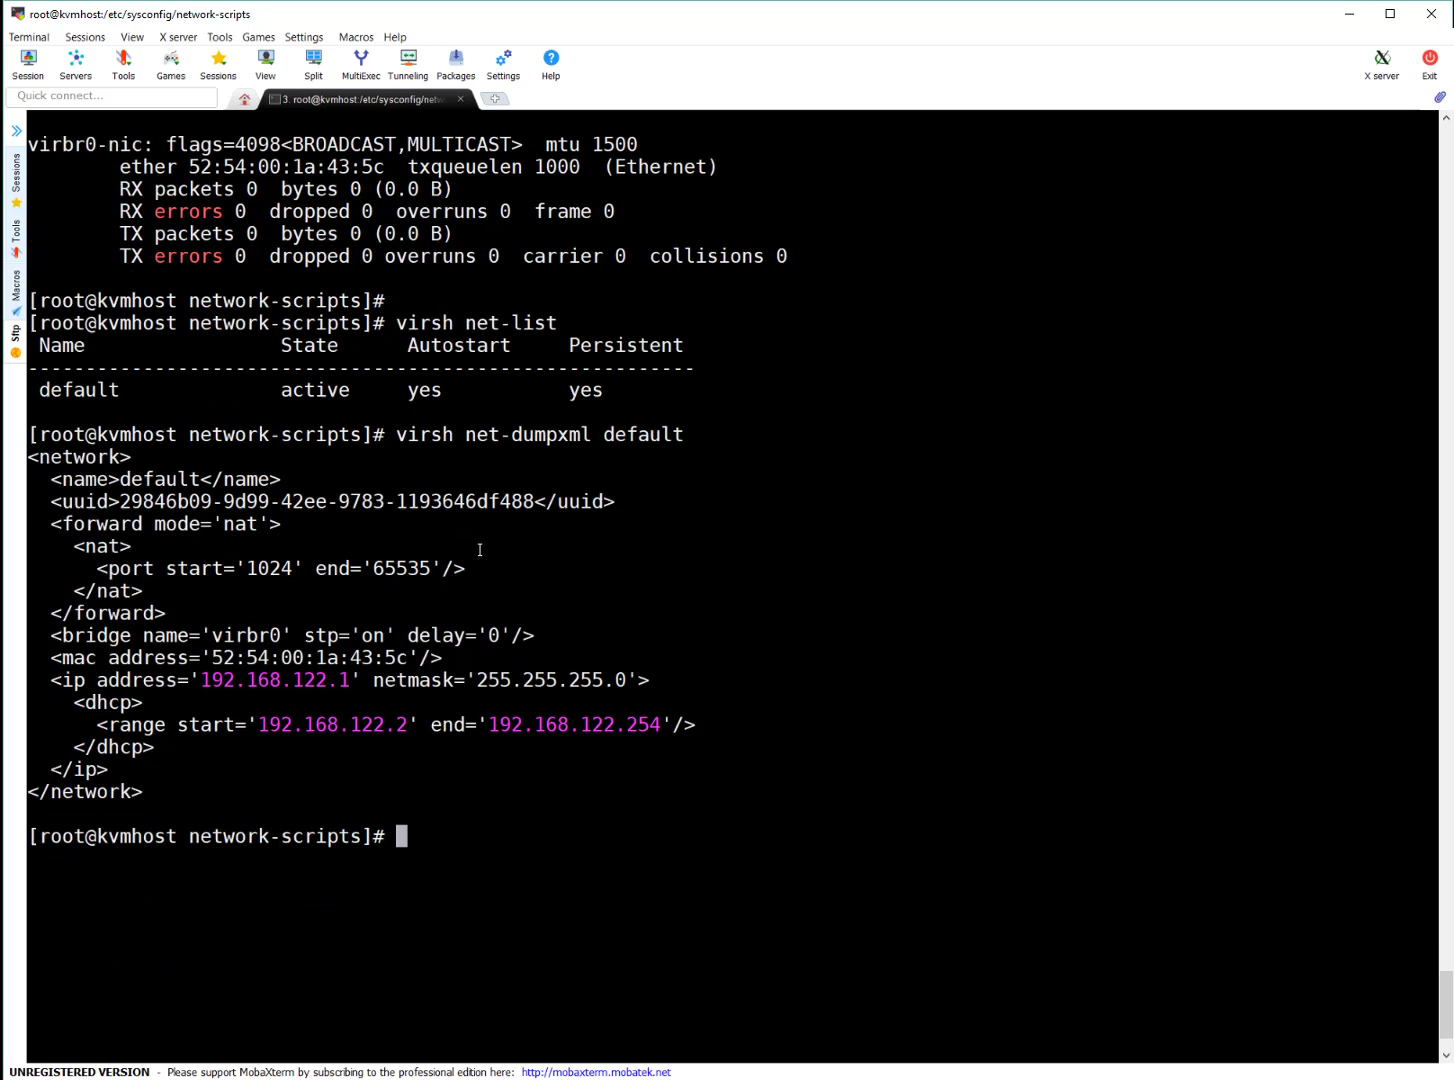 root@kvmhost:/etc/sysconfig/network-scripts
Terminal Sessions View X server Tools Games Settings Macros Help
Session Servers Tools Games Sessions View Split MultiExec Tunneling Packages Settings Help X server Exit
Quick connect...
3. root@kvmhost:/etc/sysconfig/netw
Sessions
Tools
Macros
Sftp
virbr0-nic: flags=4098<BROADCAST,MULTICAST>  mtu 1500
        ether 52:54:00:1a:43:5c  txqueuelen 1000  (Ethernet)
        RX packets 0  bytes 0 (0.0 B)
        RX errors 0  dropped 0  overruns 0  frame 0
        TX packets 0  bytes 0 (0.0 B)
        TX errors 0  dropped 0 overruns 0  carrier 0  collisions 0
[root@kvmhost network-scripts]#
[root@kvmhost network-scripts]# virsh net-list
 Name                 State      Autostart     Persistent
----------------------------------------------------------
 default              active     yes           yes
[root@kvmhost network-scripts]# virsh net-dumpxml default
<network>
  <name>default</name>
  <uuid>29846b09-9d99-42ee-9783-1193646df488</uuid>
  <forward mode='nat'>
    <nat>
      <port start='1024' end='65535'/>
    </nat>
  </forward>
  <bridge name='virbr0' stp='on' delay='0'/>
  <mac address='52:54:00:1a:43:5c'/>
  <ip address='192.168.122.1' netmask='255.255.255.0'>
    <dhcp>
      <range start='192.168.122.2' end='192.168.122.254'/>
    </dhcp>
  </ip>
</network>
[root@kvmhost network-scripts]#
UNREGISTERED VERSION - Please support MobaXterm by subscribing to the professional edition here: http://mobaxterm.mobatek.net